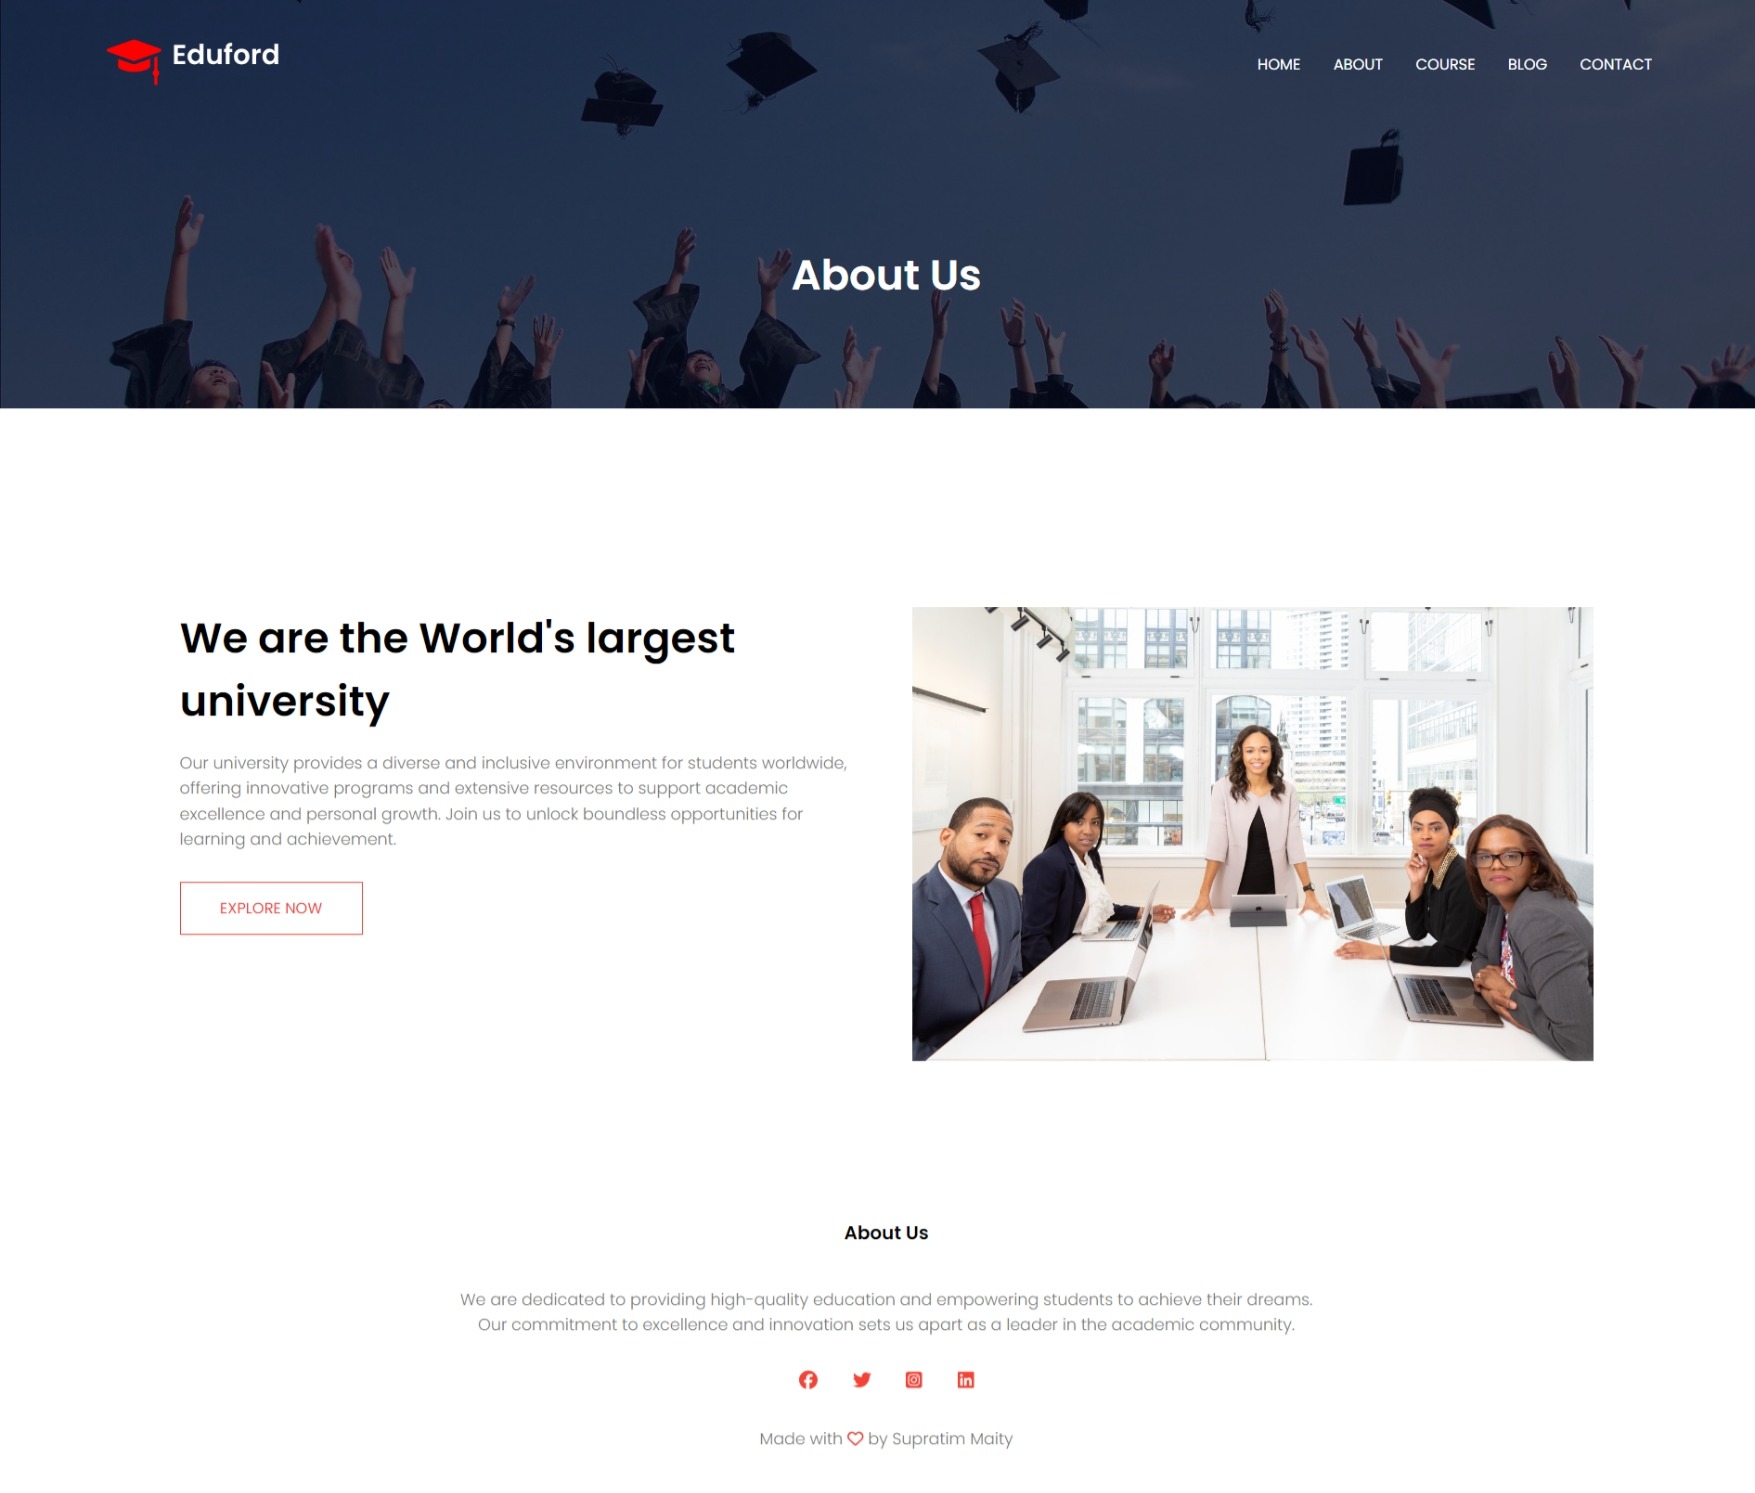 Eduford
HOME ABOUT COURSE BLOG CONTACT
About Us
We are the World's largest
university
Our university provides a diverse and inclusive environment for students worldwide,
offering innovative programs and extensive resources to support academic
excellence and personal growth. Join us to unlock boundless opportunities for
learning and achievement.
EXPLORE NOW
About Us
We are dedicated to providing high-quality education and empowering students to achieve their dreams.
Our commitment to excellence and innovation sets us apart as a leader in the academic community.
Made with ♡ by Supratim Maity